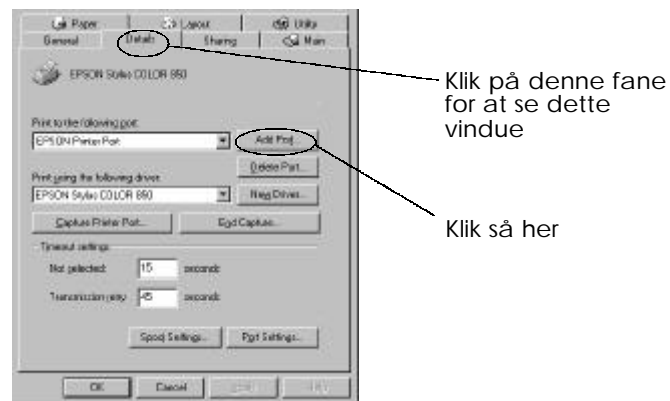 Paper Layout Utility
General Details Sharing Main
EPSON Stylus COLOR 850
Print to the following port:
EPSON Printer Port Add Port...
Delete Port...
Print using the following driver:
EPSON Stylus COLOR 850 New Driver...
Capture Printer Port... End Capture...
Timeout settings
Not selected: 15 seconds
Transmission retry: 45 seconds
Spool Settings... Port Settings...
OK Cancel
Klik på denne fane
for at se dette
vindue
Klik så her